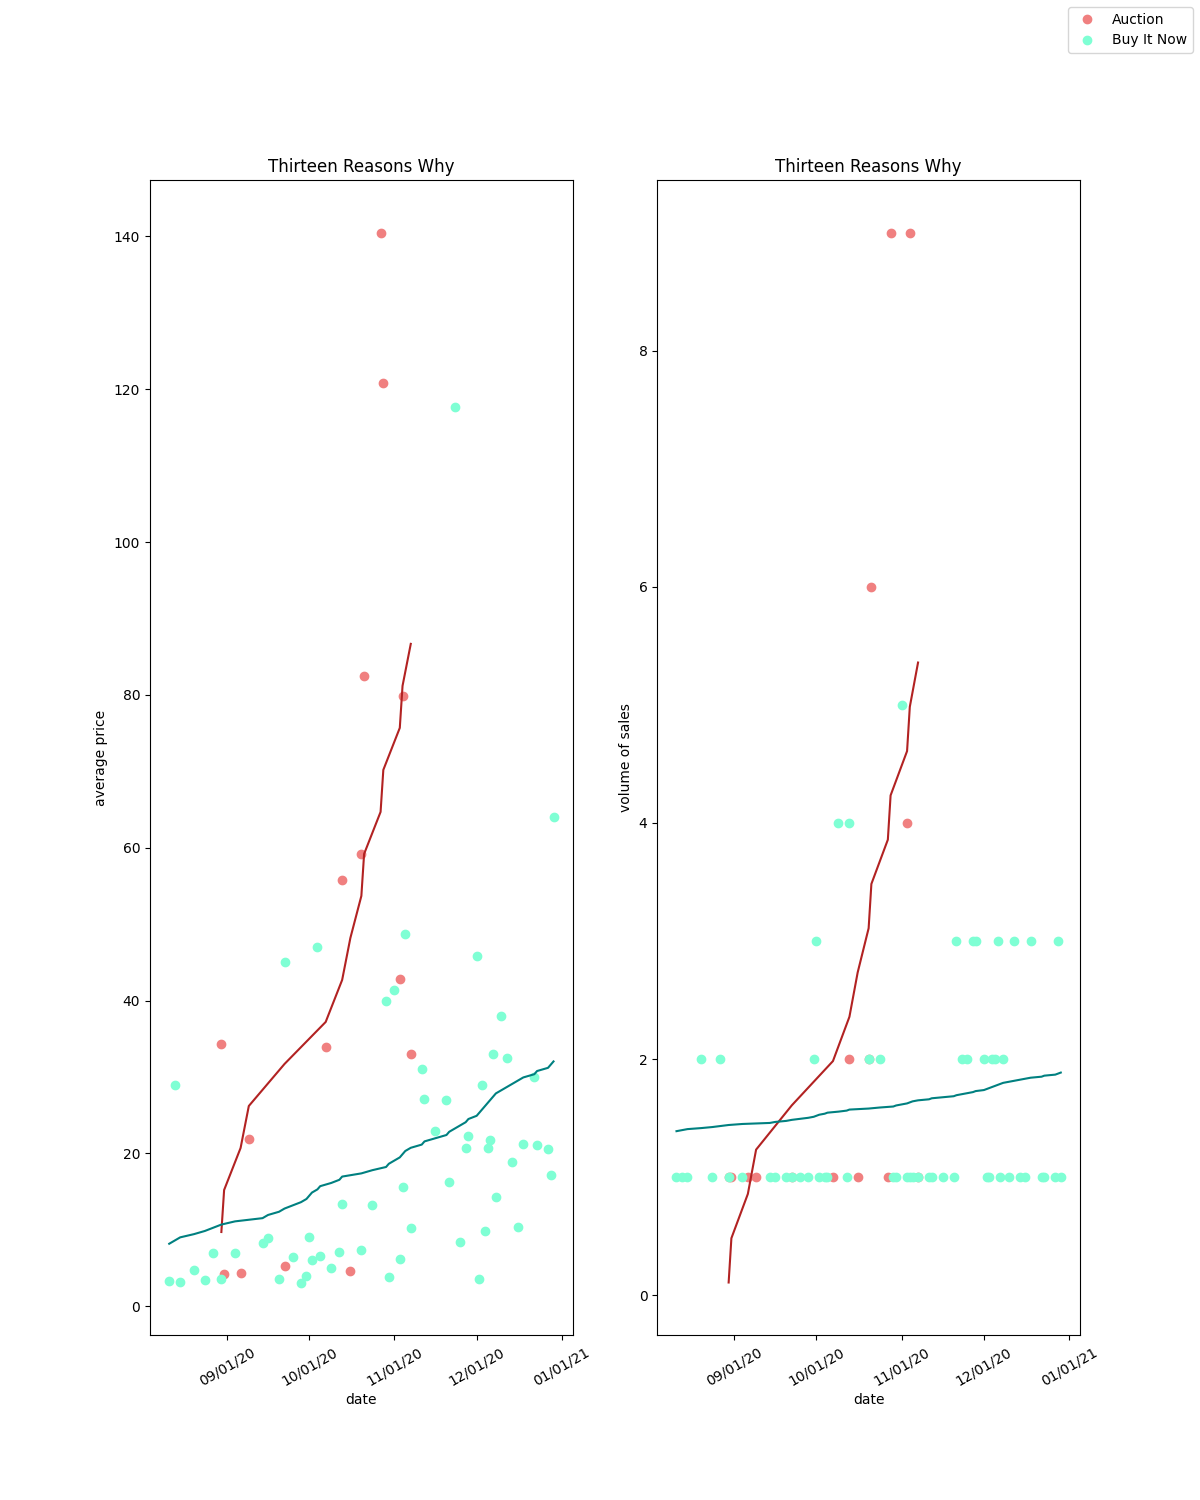 Auction
Buy It Now
Thirteen Reasons Why
140
120
100
80
60
40
20
0
average price
09/01/20
10/01/20
11/01/20
12/01/20
01/01/21
date
Thirteen Reasons Why
8
6
4
2
0
volume of sales
09/01/20
10/01/20
11/01/20
12/01/20
01/01/21
date